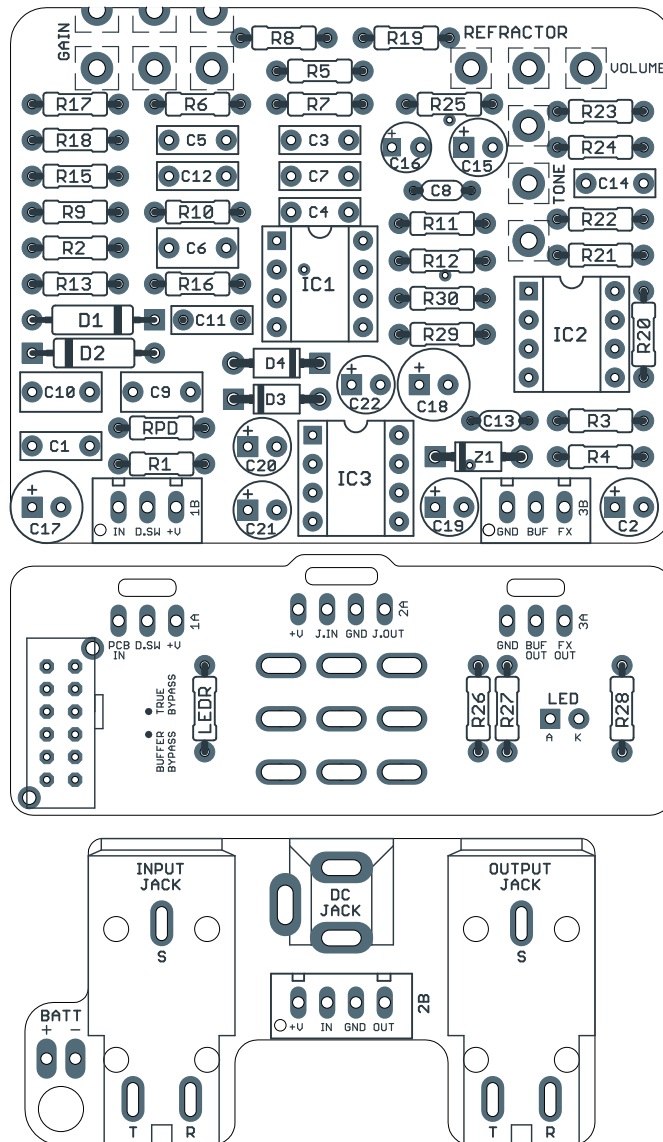 GAIN
R8
R19
REFRACTOR
R5
VOLUME
R17
R6
R7
R25
R23
R18
C5
C3
+
C16
+
C15
R24
R15
C12
C7
C8
TONE
C14
R9
R10
C4
R11
R22
R2
C6
R12
R21
R13
R16
IC1
R30
D1
C11
R29
IC2
R20
D2
D4
+
C22
+
C18
C10
C9
D3
RPD
C13
R3
C1
+
C20
R1
IC3
Z1
R4
+
C17
IN D.SW +V
1B
+
C21
+
C19
GND BUF FX
3B
+
C2
1A
2A
3A
+V J.IN GND J.OUT
PCB IN
D.SW
+V
GND
BUF OUT
FX OUT
TRUE BYPASS
BUFFER BYPASS
LEDR
R26
R27
LED
A K
R28
INPUT
JACK
S
DC
JACK
OUTPUT
JACK
S
BATT
+ -
+V IN GND OUT
2B
T R
T R